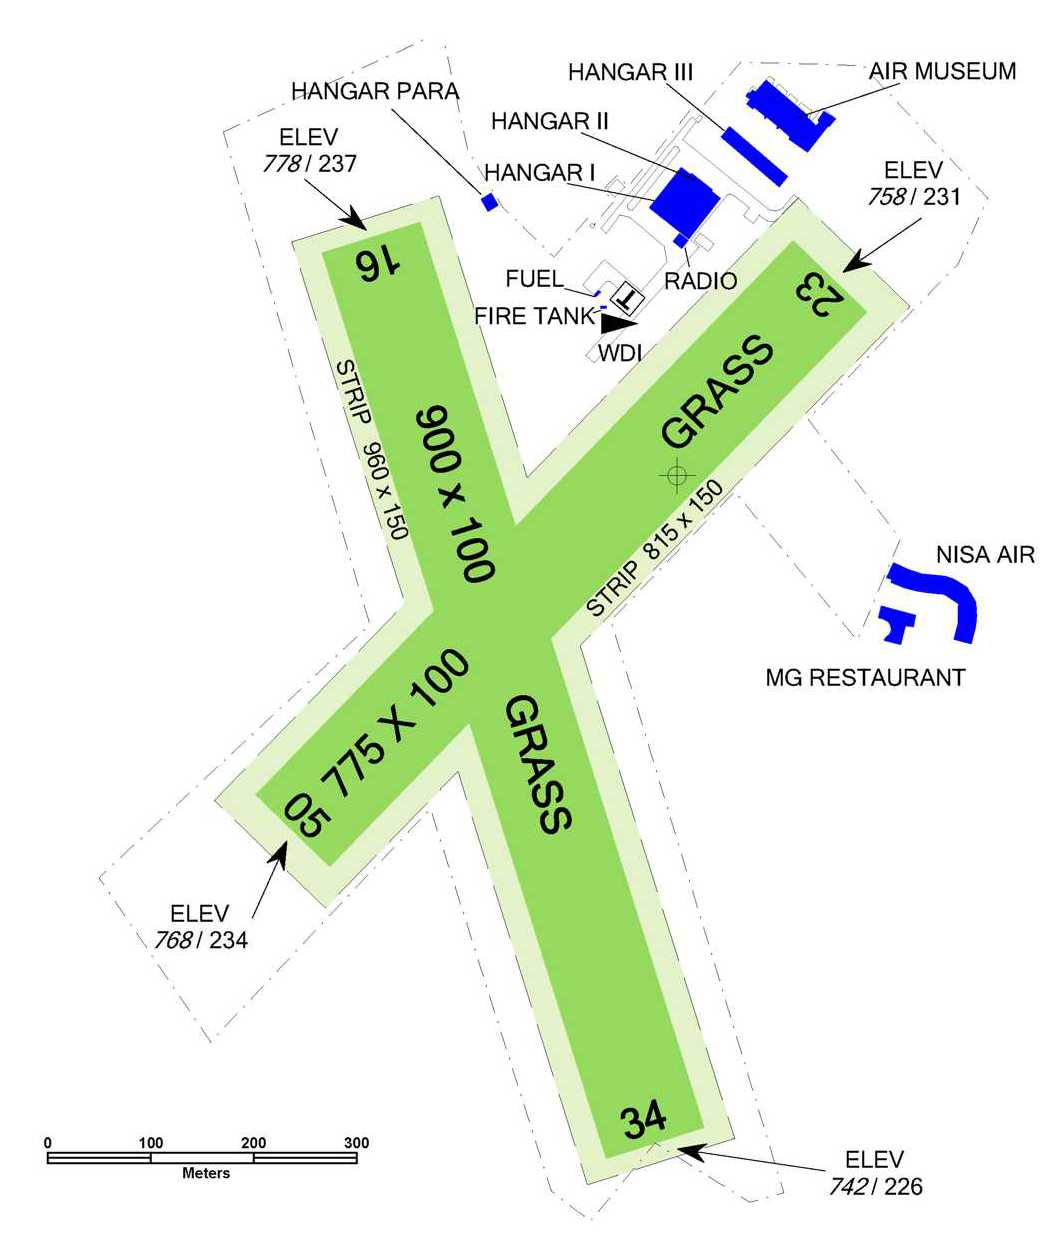 HANGAR III
AIR MUSEUM
HANGAR PARA
HANGAR II
ELEV
778 / 237
HANGAR I
ELEV
758 / 231
16
FUEL
RADIO
23
T
FIRE TANK
WDI
GRASS
STRIP 960 x 150
900 x 100
STRIP 815 x 150
NISA AIR
MG RESTAURANT
775 X 100
GRASS
05
ELEV
768 / 234
34
0 100 200 300
Meters
ELEV
742 / 226